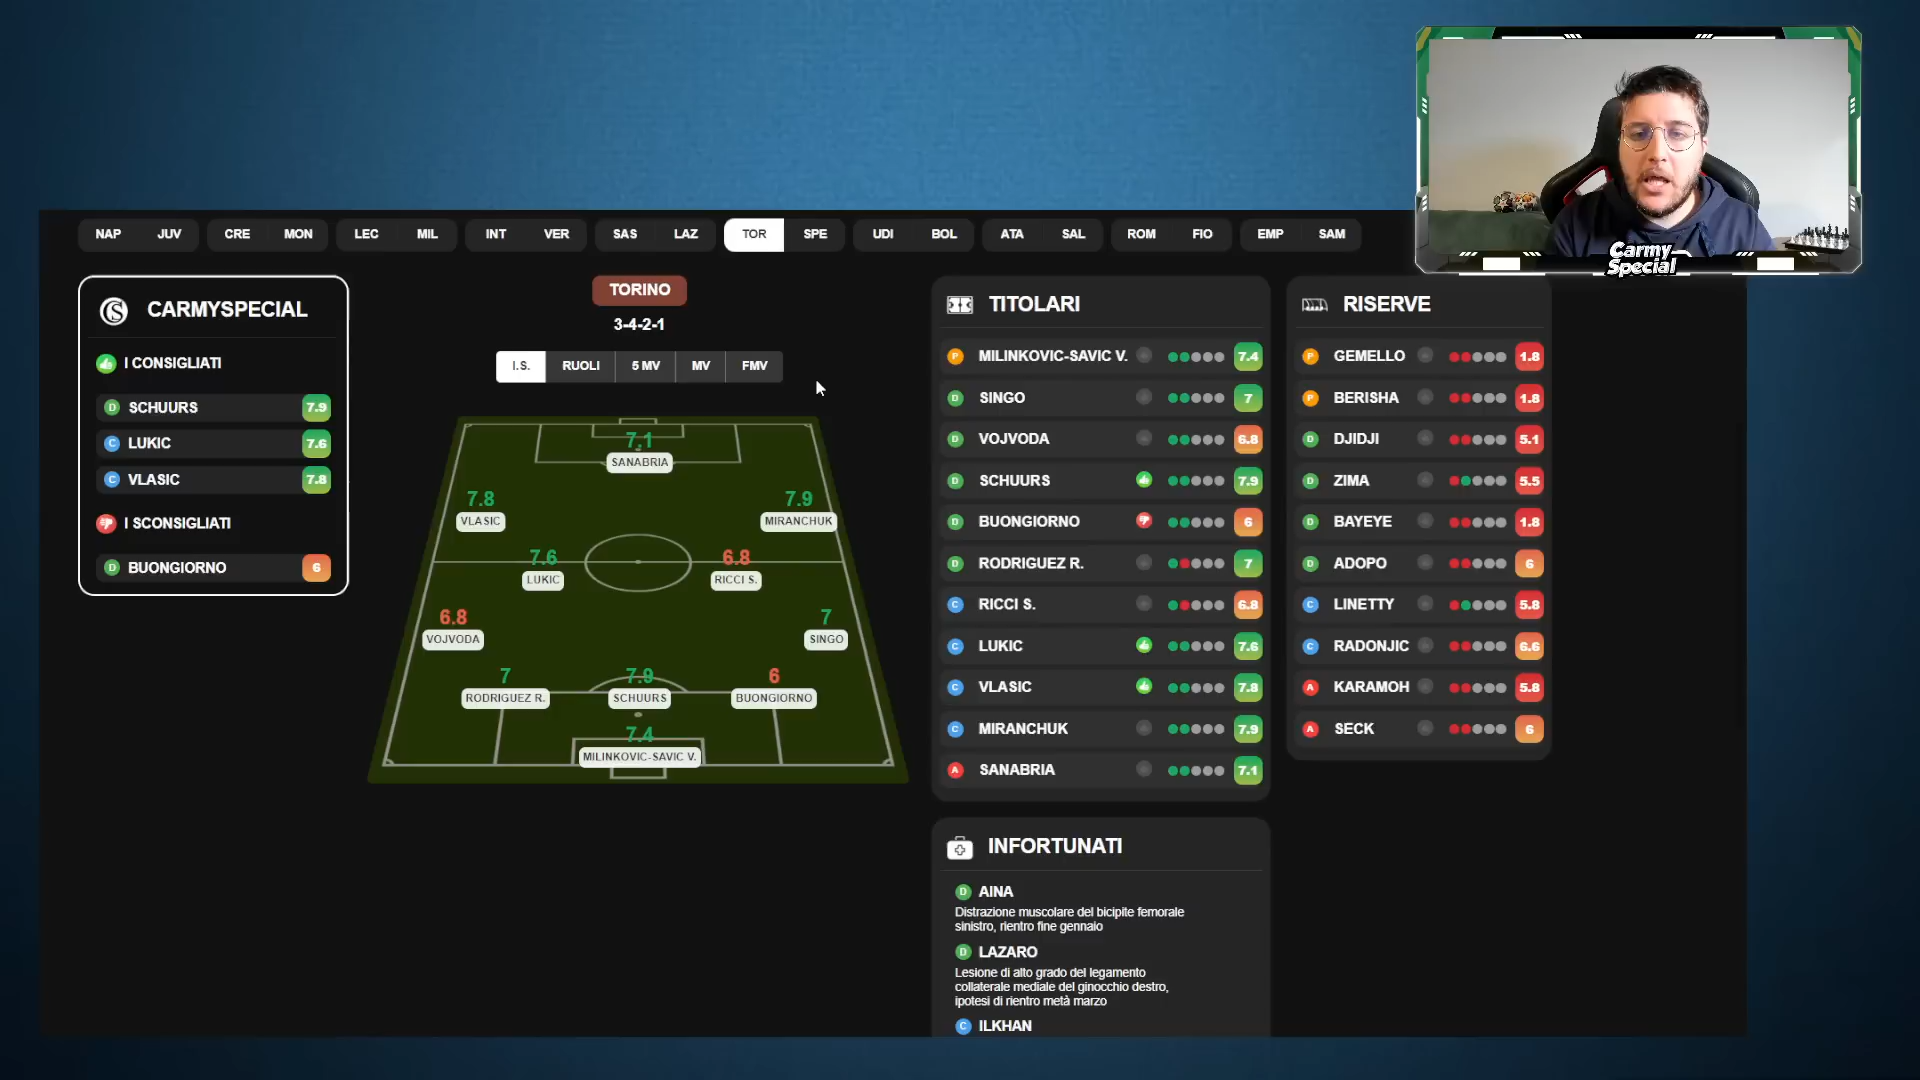 NAP JUV CRE MON LEC MIL INT VER SAS LAZ TOR SPE UDI BOL ATA SAL ROM FIO EMP SAM
Carmy
Special
CARMYSPECIAL
I CONSIGLIATI
D SCHUURS 7.9
C LUKIC 7.6
C VLASIC 7.8
I SCONSIGLIATI
D BUONGIORNO 6
TORINO
3-4-2-1
I.S. RUOLI 5 MV MV FMV
7.1
SANABRIA
7.8 7.9
VLASIC MIRANCHUK
7.6 6.8
LUKIC RICCI S.
6.8 7
VOJVODA SINGO
7 7.9 6
RODRIGUEZ R. SCHUURS BUONGIORNO
7.4
MILINKOVIC-SAVIC V.
TITOLARI
P MILINKOVIC-SAVIC V. 7.4
D SINGO 7
D VOJVODA 6.8
D SCHUURS 7.9
D BUONGIORNO 6
D RODRIGUEZ R. 7
C RICCI S. 6.8
C LUKIC 7.6
C VLASIC 7.8
C MIRANCHUK 7.9
A SANABRIA 7.1
RISERVE
P GEMELLO 1.8
P BERISHA 1.8
D DJIDJI 5.1
D ZIMA 5.5
D BAYEYE 1.8
D ADOPO 6
C LINETTY 5.8
C RADONJIC 6.6
A KARAMOH 5.8
A SECK 6
INFORTUNATI
D AINA
Distrazione muscolare del bicipite femorale
sinistro, rientro fine gennaio
D LAZARO
Lesione di alto grado del legamento
collaterale mediale del ginocchio destro,
ipotesi di rientro metà marzo
C ILKHAN